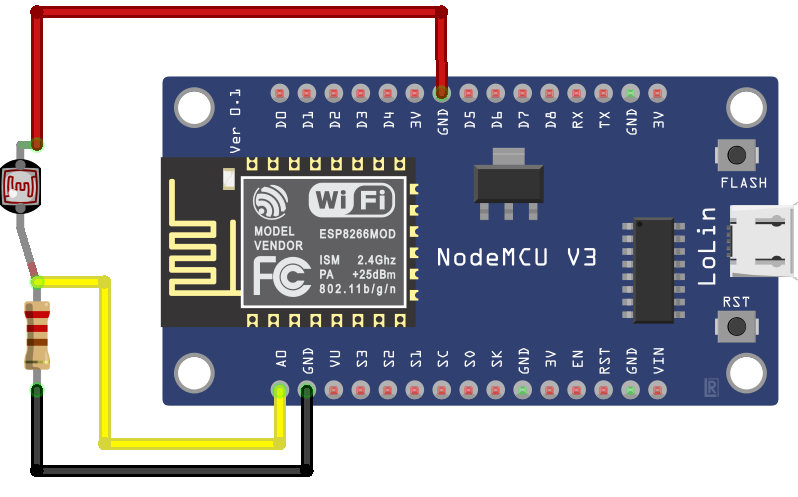 Ver 0.1
D0
D1
D2
D3
D4
3V
GND
D5
D6
D7
D8
RX
TX
GND
3V
FLASH
WiFi
MODEL
VENDOR
ESP8266MOD
FC
ISM 2.4Ghz
PA +25dBm
802.11b/g/n
NodeMCU V3
LoLin
RST
A0
GND
VU
S3
S2
S1
SC
S0
SK
GND
3V
EN
RST
GND
VIN
R